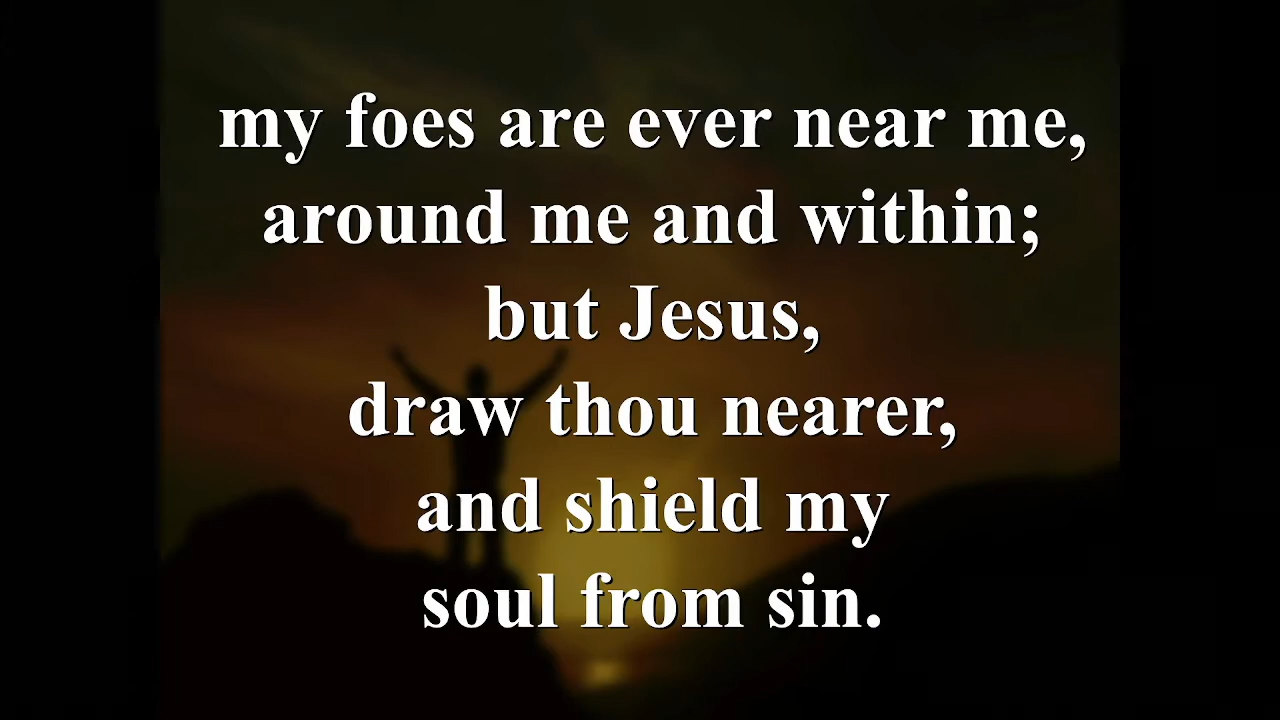 my foes are ever near me,
around me and within;
but Jesus,
draw thou nearer,
and shield my
soul from sin.